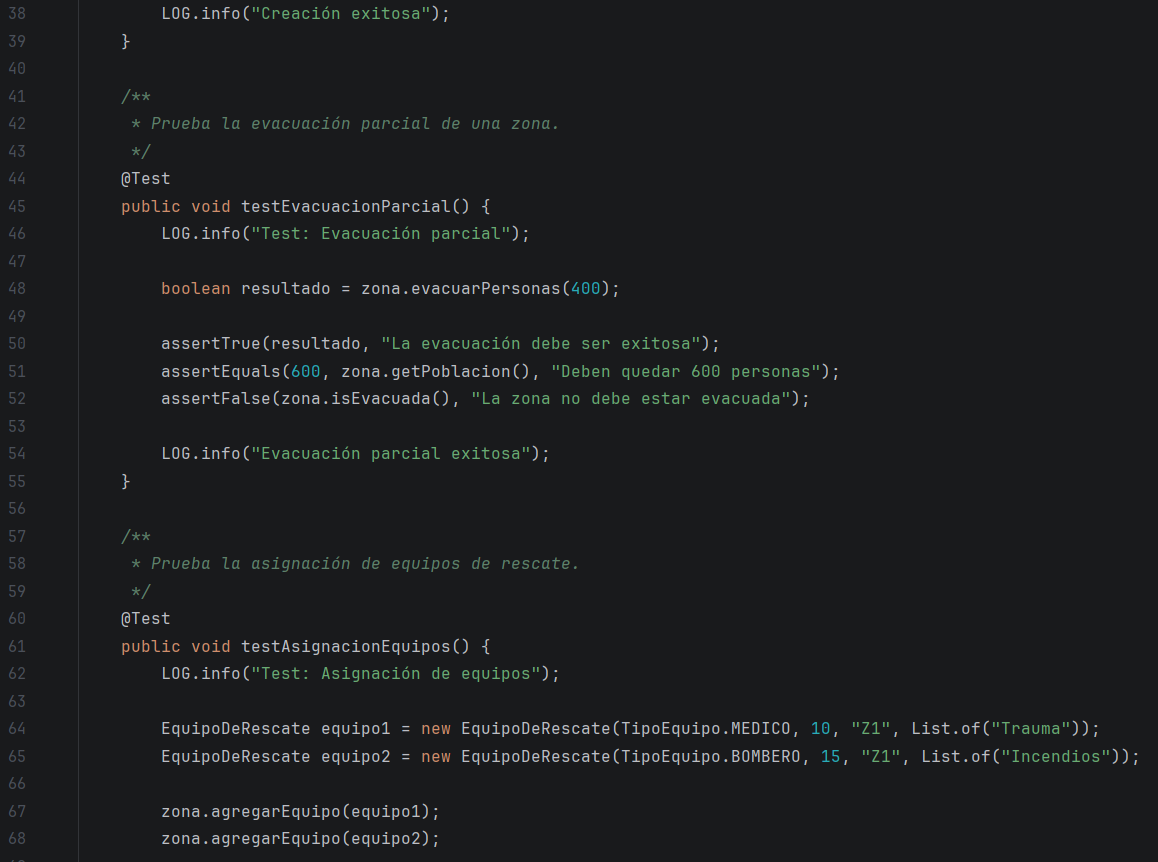 38 LOG.info("Creación exitosa");
39 }
40
41 /**
42 * Prueba la evacuación parcial de una zona.
43 */
44 @Test
45 public void testEvacuacionParcial() {
46 LOG.info("Test: Evacuación parcial");
47
48 boolean resultado = zona.evacuarPersonas(400);
49
50 assertTrue(resultado, "La evacuación debe ser exitosa");
51 assertEquals(600, zona.getPoblacion(), "Deben quedar 600 personas");
52 assertFalse(zona.isEvacuada(), "La zona no debe estar evacuada");
53
54 LOG.info("Evacuación parcial exitosa");
55 }
56
57 /**
58 * Prueba la asignación de equipos de rescate.
59 */
60 @Test
61 public void testAsignacionEquipos() {
62 LOG.info("Test: Asignación de equipos");
63
64 EquipoDeRescate equipo1 = new EquipoDeRescate(TipoEquipo.MEDICO, 10, "Z1", List.of("Trauma"));
65 EquipoDeRescate equipo2 = new EquipoDeRescate(TipoEquipo.BOMBERO, 15, "Z1", List.of("Incendios"));
66
67 zona.agregarEquipo(equipo1);
68 zona.agregarEquipo(equipo2);